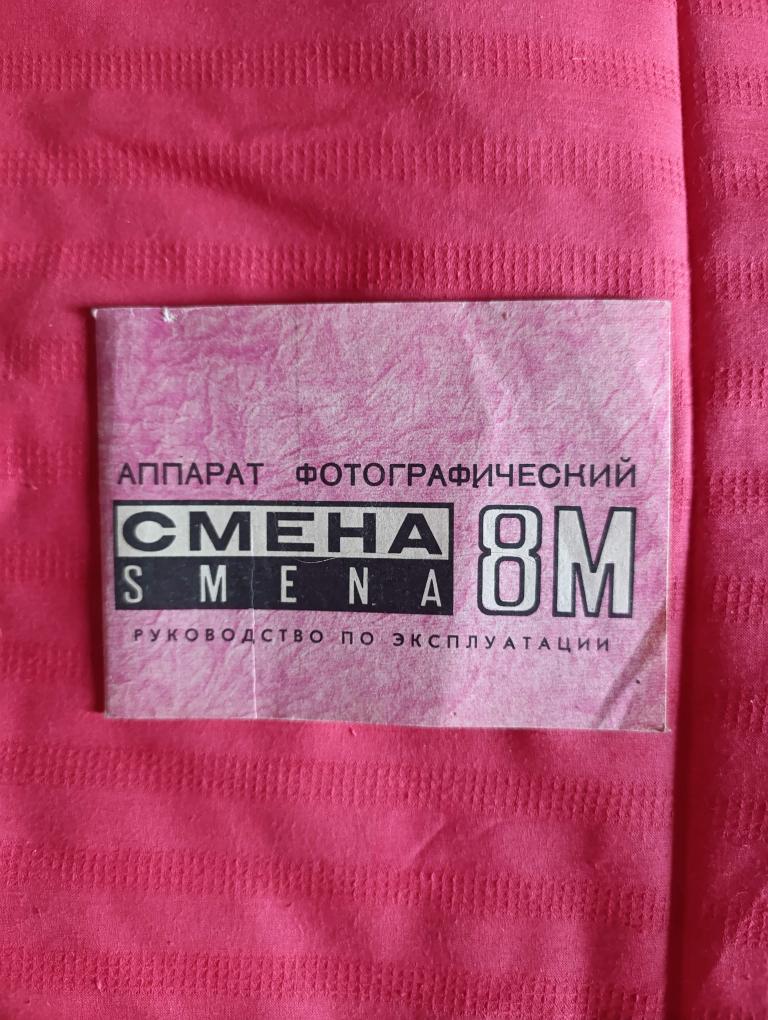 АППАРАТ ФОТОГРАФИЧЕСКИЙ
СМЕНА 8М
SMENA
РУКОВОДСТВО ПО ЭКСПЛУАТАЦИИ